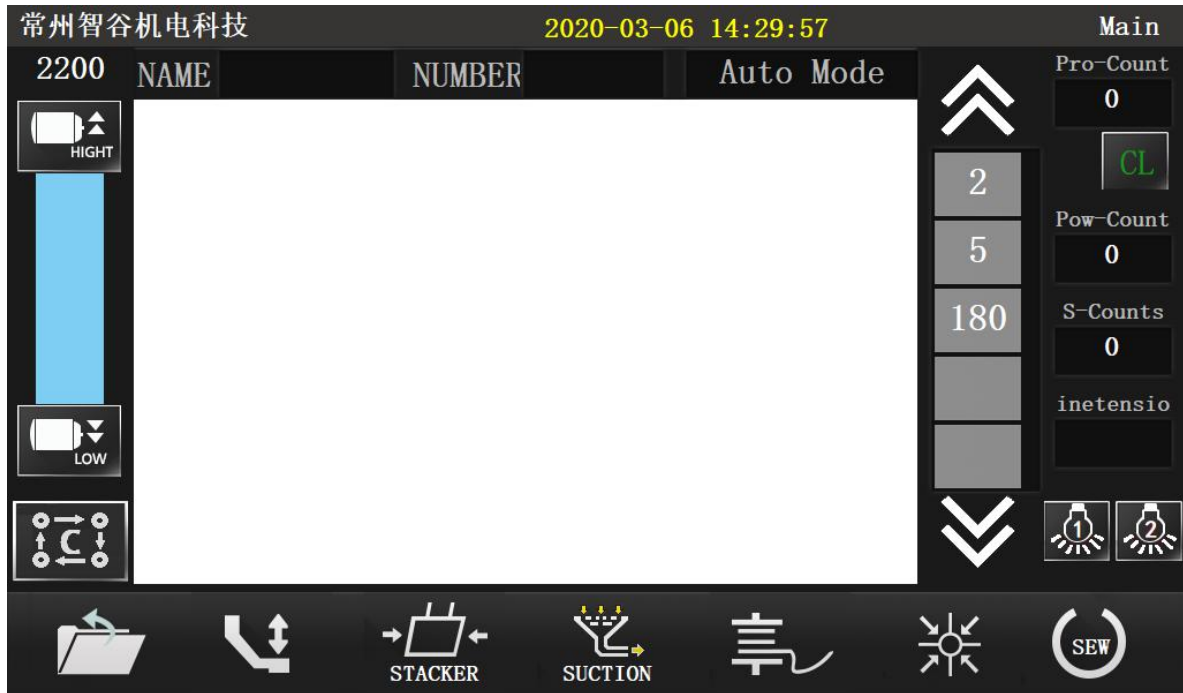 常州智谷机电科技 2020-03-06 14:29:57 Main
2200 NAME NUMBER Auto Mode Pro-Count
0
HIGHT
CL
2
Pow-Count
5 0
180 S-Counts
0
inetensio
LOW
C 1 2
STACKER SUCTION SEW